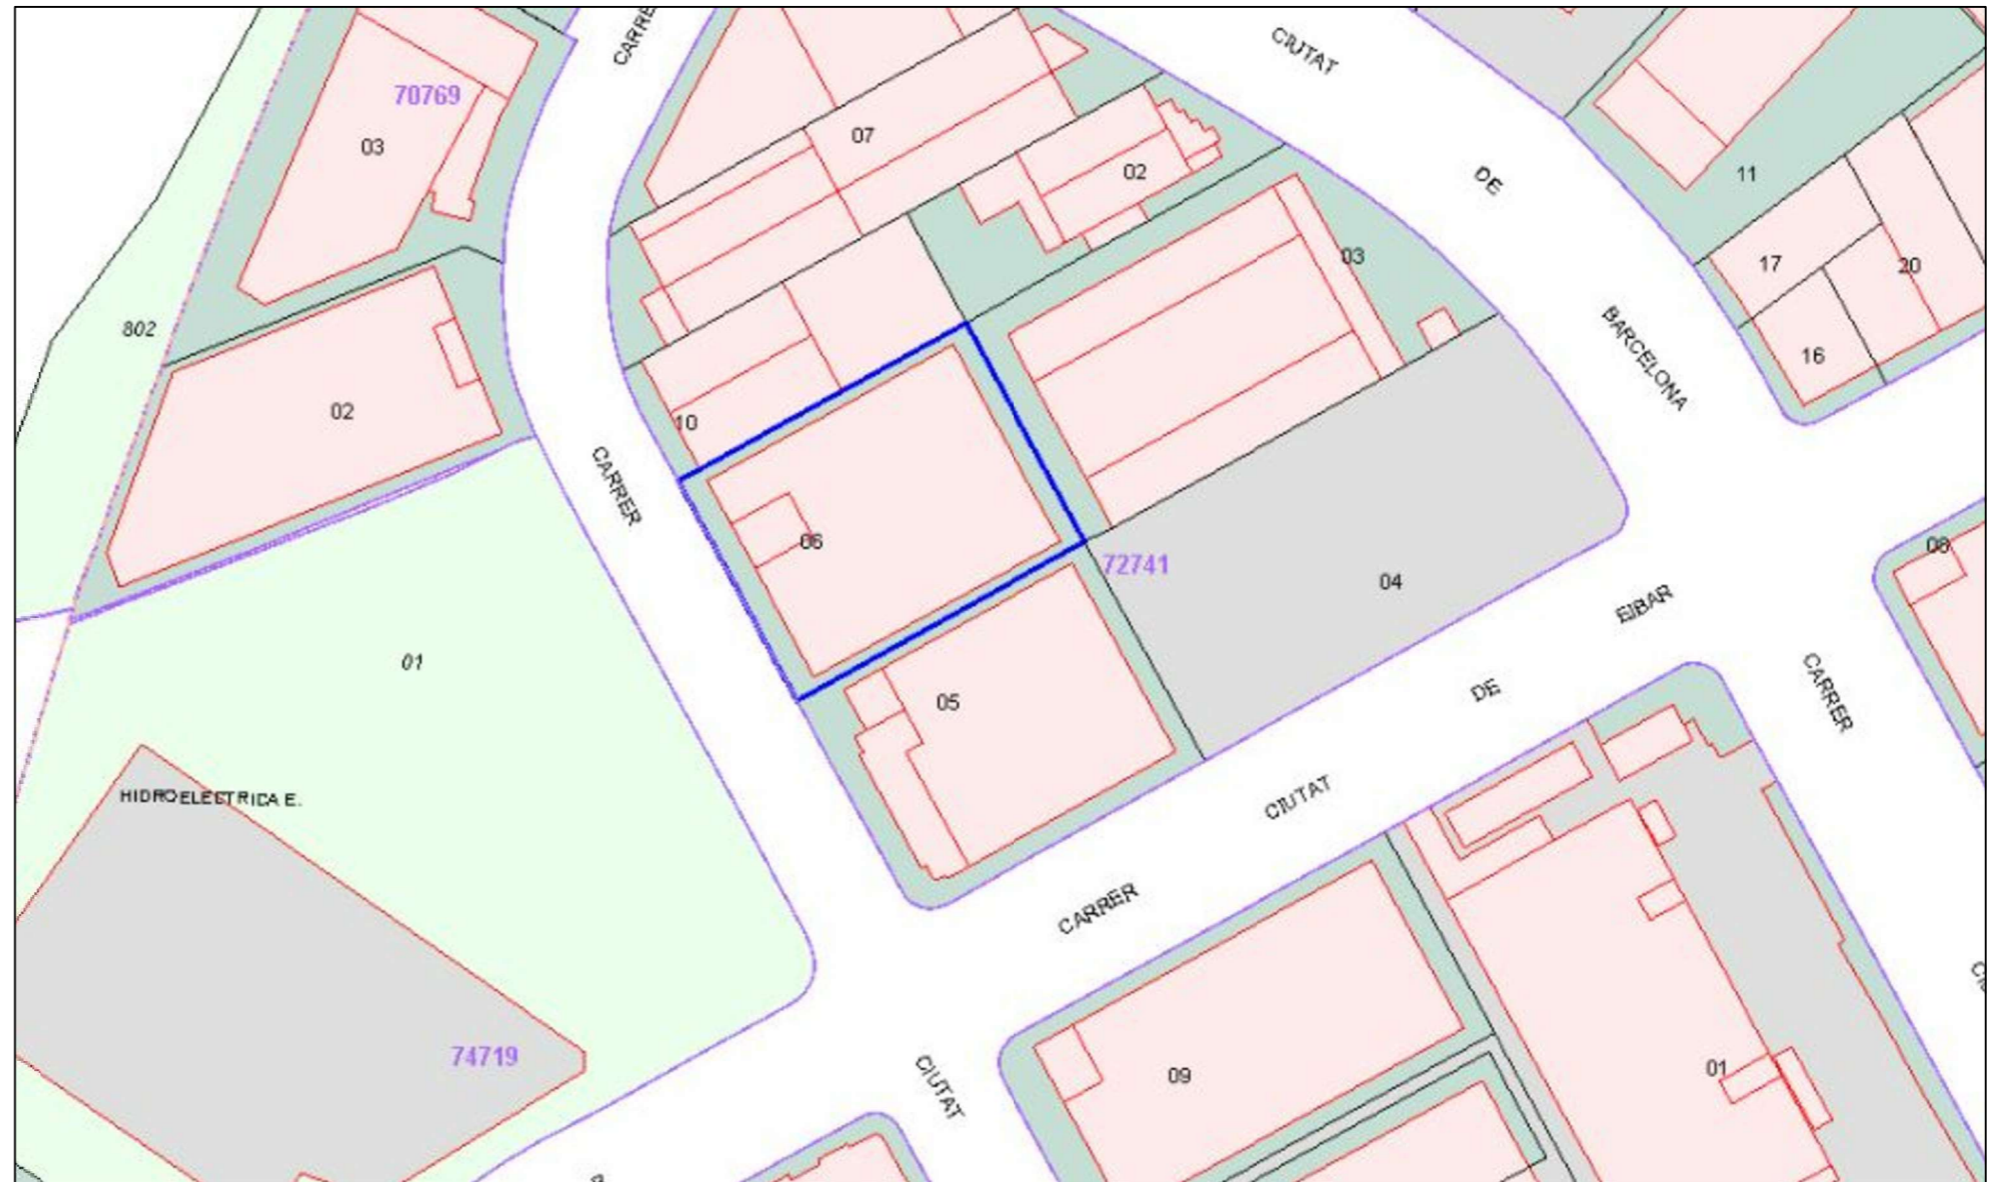 CARRE
CIUTAT
70769
03
07
02
11
DE
03
17
20
802
BARCELONA
16
02
10
CARRER
06
72741
08
04
EIBAR
01
05
DE
CARRER
HIDROELECTRICA E.
CIUTAT
CARRER
74719
CIUTAT
09
01